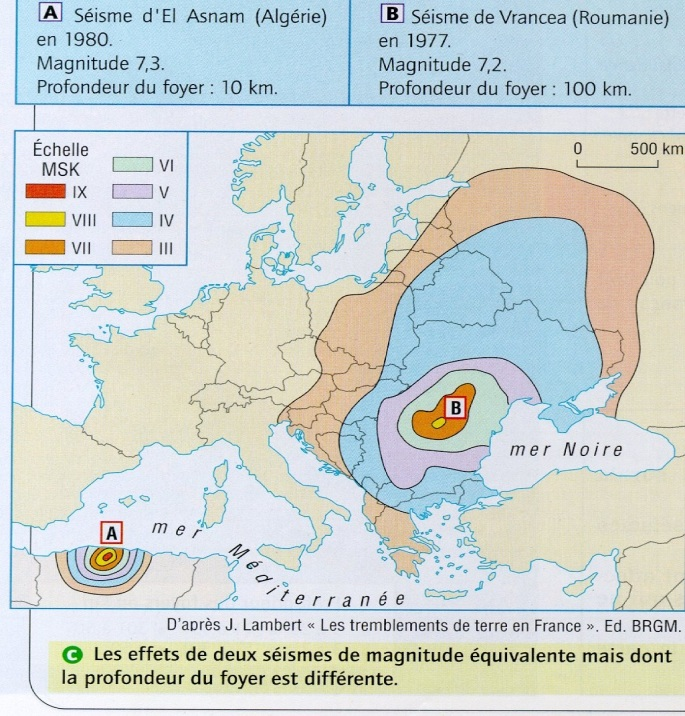 A Séisme d'El Asnam (Algérie)
en 1980.
Magnitude 7,3.
Profondeur du foyer : 10 km.
B Séisme de Vrancea (Roumanie)
en 1977.
Magnitude 7,2.
Profondeur du foyer : 100 km.
Échelle
MSK
IX
VIII
VII
VI
V
IV
III
0 500 km
B
mer Noire
A
mer Méditerranée
D'après J. Lambert « Les tremblements de terre en France ». Ed. BRGM.
C Les effets de deux séismes de magnitude équivalente mais dont
la profondeur du foyer est différente.